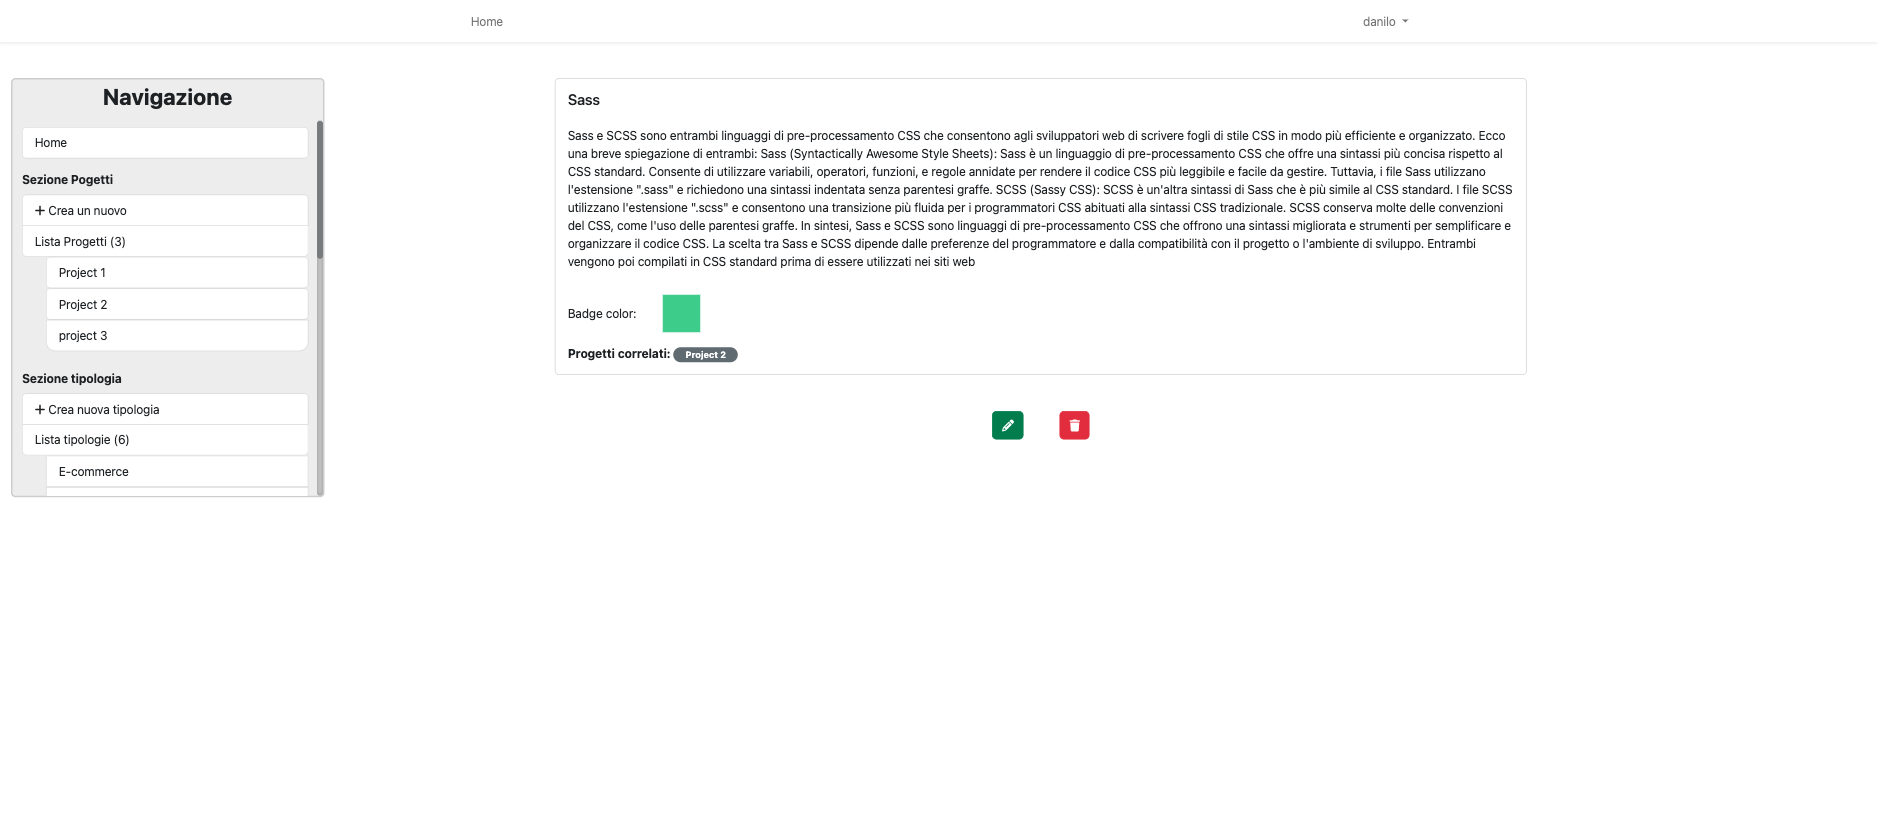 Home
danilo
Navigazione
Home
Sezione Pogetti
+ Crea un nuovo
Lista Progetti (3)
Project 1
Project 2
project 3
Sezione tipologia
+ Crea nuova tipologia
Lista tipologie (6)
E-commerce
Sass
Sass e SCSS sono entrambi linguaggi di pre-processamento CSS che consentono agli sviluppatori web di scrivere fogli di stile CSS in modo più efficiente e organizzato. Ecco
una breve spiegazione di entrambi: Sass (Syntactically Awesome Style Sheets): Sass è un linguaggio di pre-processamento CSS che offre una sintassi più concisa rispetto al
CSS standard. Consente di utilizzare variabili, operatori, funzioni, e regole annidate per rendere il codice CSS più leggibile e facile da gestire. Tuttavia, i file Sass utilizzano
l'estensione ".sass" e richiedono una sintassi indentata senza parentesi graffe. SCSS (Sassy CSS): SCSS è un'altra sintassi di Sass che è più simile al CSS standard. I file SCSS
utilizzano l'estensione ".scss" e consentono una transizione più fluida per i programmatori CSS abituati alla sintassi CSS tradizionale. SCSS conserva molte delle convenzioni
del CSS, come l'uso delle parentesi graffe. In sintesi, Sass e SCSS sono linguaggi di pre-processamento CSS che offrono una sintassi migliorata e strumenti per semplificare e
organizzare il codice CSS. La scelta tra Sass e SCSS dipende dalle preferenze del programmatore e dalla compatibilità con il progetto o l'ambiente di sviluppo. Entrambi
vengono poi compilati in CSS standard prima di essere utilizzati nei siti web
Badge color:
Progetti correlati: Project 2